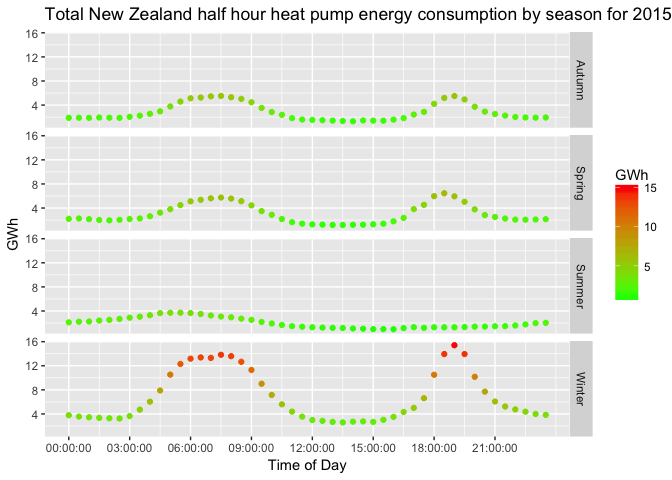 Total New Zealand half hour heat pump energy consumption by season for 2015
16
12
8
4
Autumn
16
12
8
4
Spring
16
12
8
4
Summer
16
12
8
4
Winter
GWh
00:00:00 03:00:00 06:00:00 09:00:00 12:00:00 15:00:00 18:00:00 21:00:00
Time of Day
GWh
15
10
5